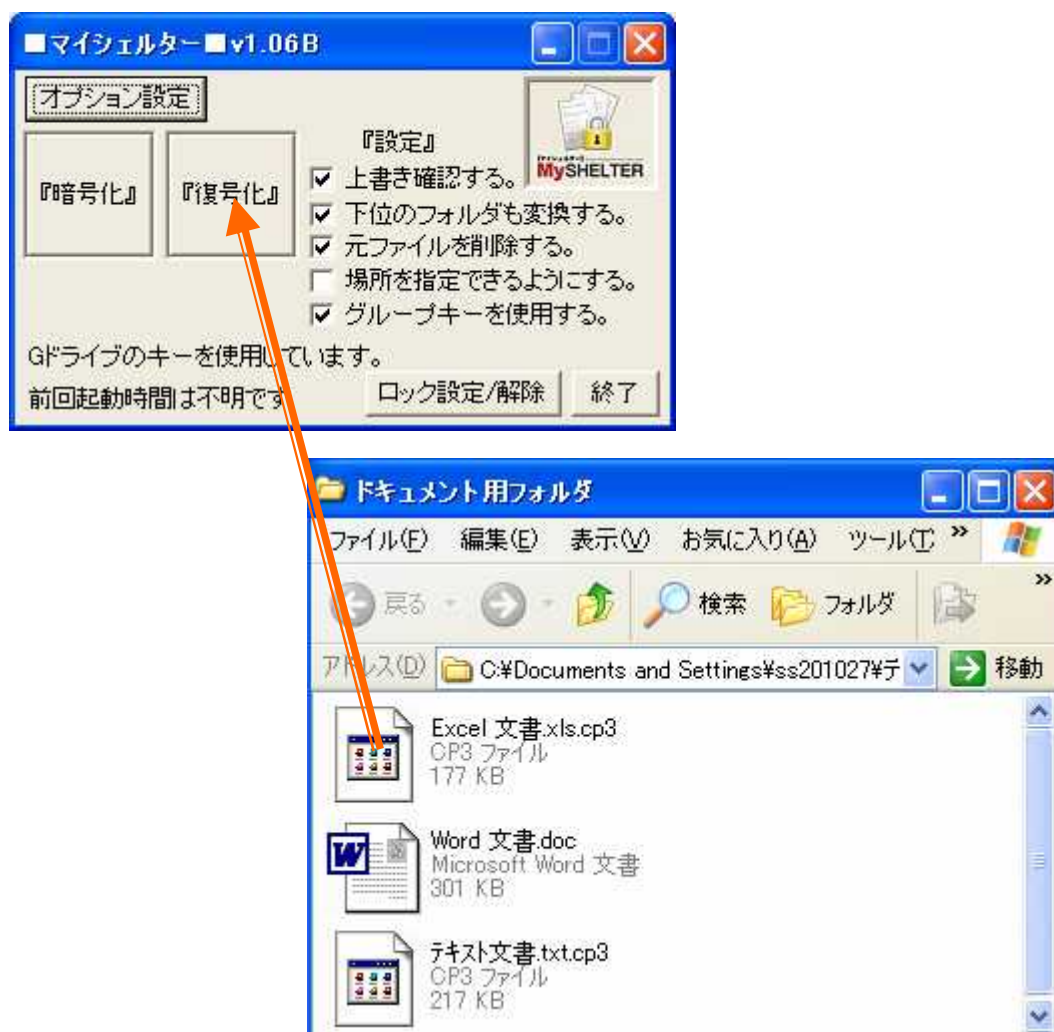 ■マイシェルター■v1.06B
オプション設定
『暗号化』
『復号化』
『設定』
上書き確認する。
下位のフォルダも変換する。
元ファイルを削除する。
場所を指定できるようにする。
グループキーを使用する。
MySHELTER
Gドライブのキーを使用しています。
前回起動時間は不明です
ロック設定/解除
終了
ドキュメント用フォルダ
ファイル(F) 編集(E) 表示(V) お気に入り(A) ツール(T) »
戻る 検索 フォルダ »
アドレス(D) C:¥Documents and Settings¥ss201027¥デ 移動
Excel 文書.xls.cp3
CP3 ファイル
177 KB
Word 文書.doc
Microsoft Word 文書
301 KB
テキスト文書.txt.cp3
CP3 ファイル
217 KB